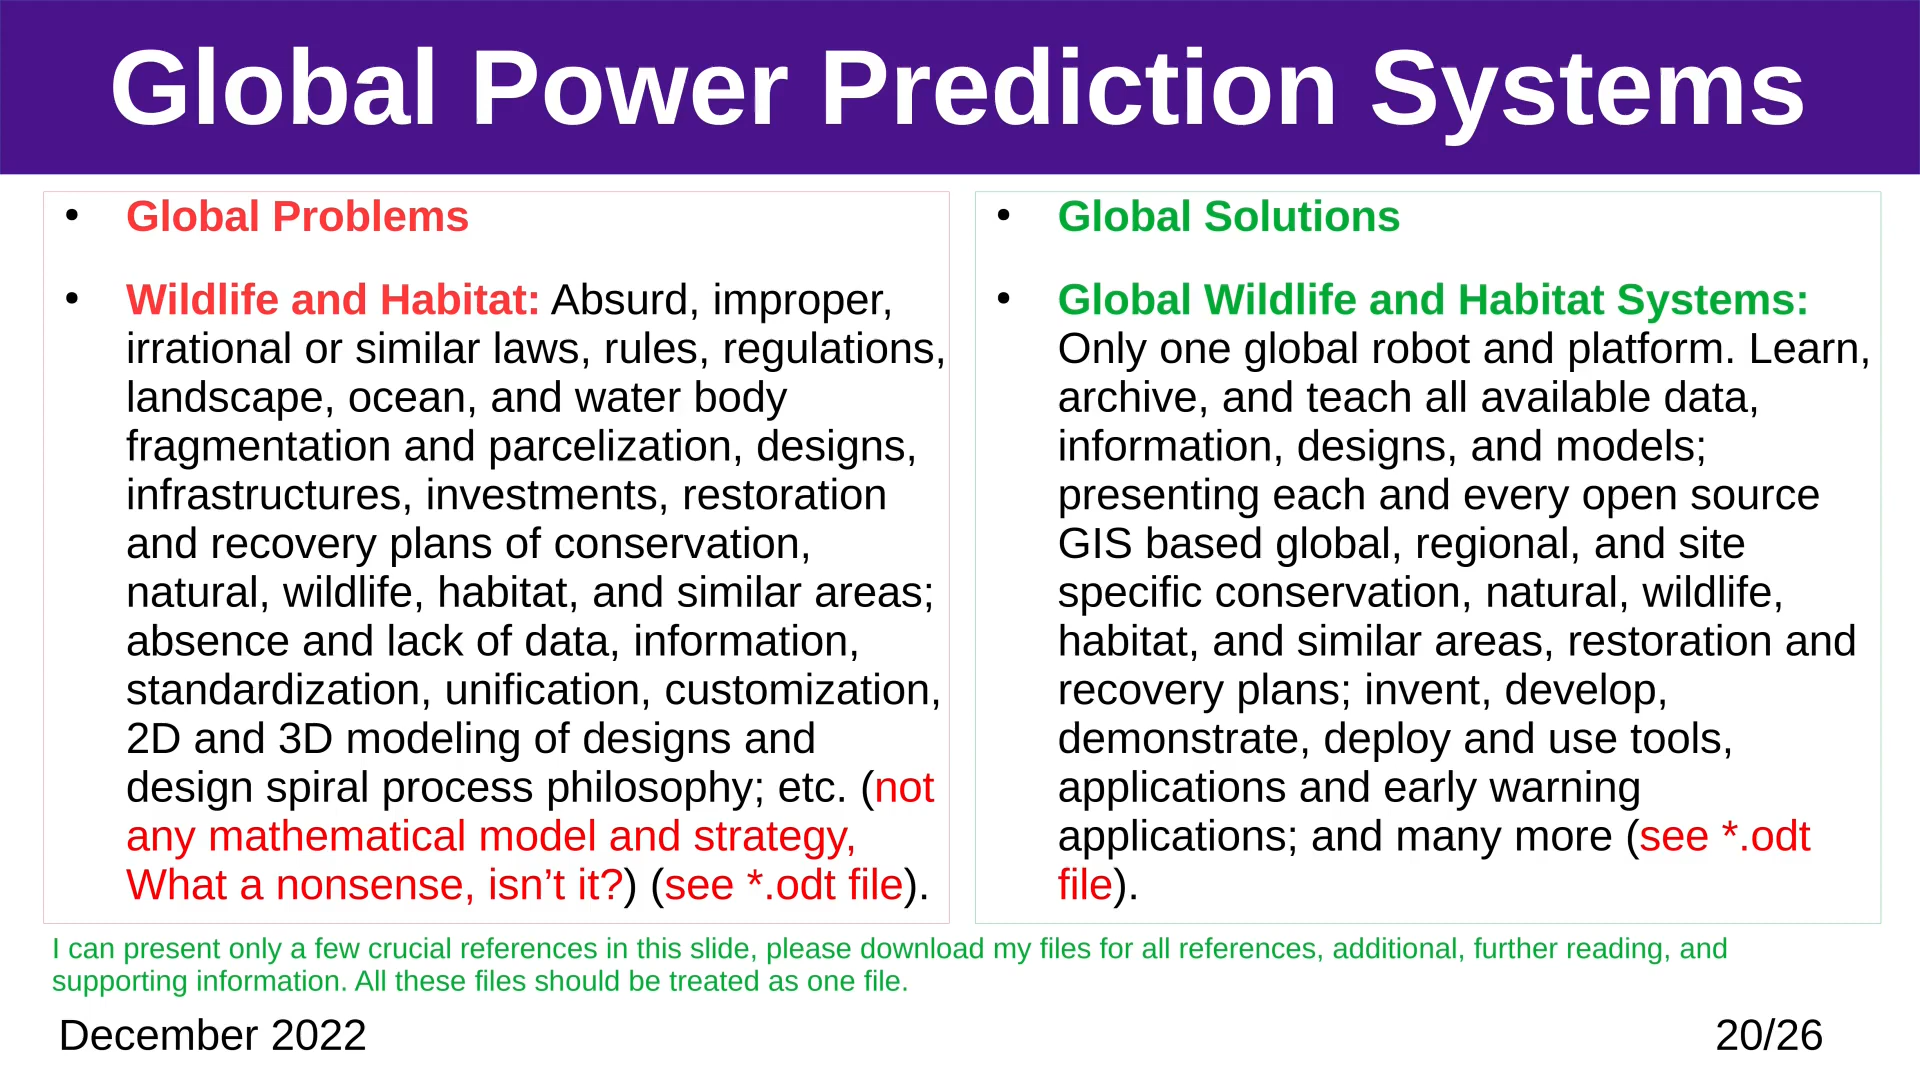 Global Power Prediction Systems
• Global Problems
• Wildlife and Habitat: Absurd, improper,
irrational or similar laws, rules, regulations,
landscape, ocean, and water body
fragmentation and parcelization, designs,
infrastructures, investments, restoration
and recovery plans of conservation,
natural, wildlife, habitat, and similar areas;
absence and lack of data, information,
standardization, unification, customization,
2D and 3D modeling of designs and
design spiral process philosophy; etc. (not
any mathematical model and strategy,
What a nonsense, isn’t it?) (see *.odt file).
• Global Solutions
• Global Wildlife and Habitat Systems:
Only one global robot and platform. Learn,
archive, and teach all available data,
information, designs, and models;
presenting each and every open source
GIS based global, regional, and site
specific conservation, natural, wildlife,
habitat, and similar areas, restoration and
recovery plans; invent, develop,
demonstrate, deploy and use tools,
applications and early warning
applications; and many more (see *.odt
file).
I can present only a few crucial references in this slide, please download my files for all references, additional, further reading, and
supporting information. All these files should be treated as one file.
December 2022
20/26